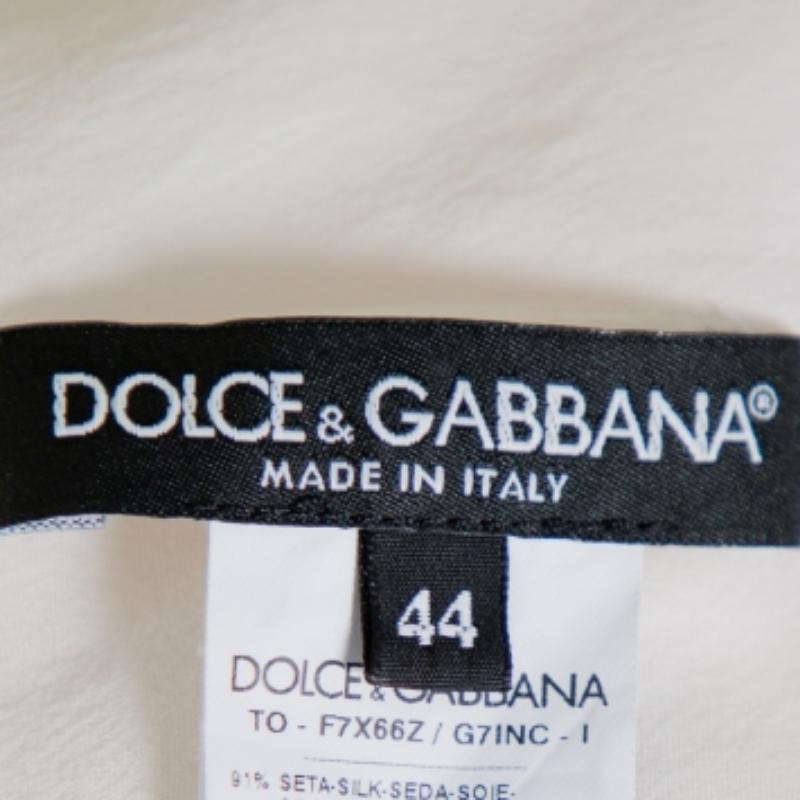 DOLCE & GABBANA®
MADE IN ITALY
44
DOLCE & GABBANA
TO - F7X66Z / G7INC - I
91% SETA-SILK-SEDA-SOIE-